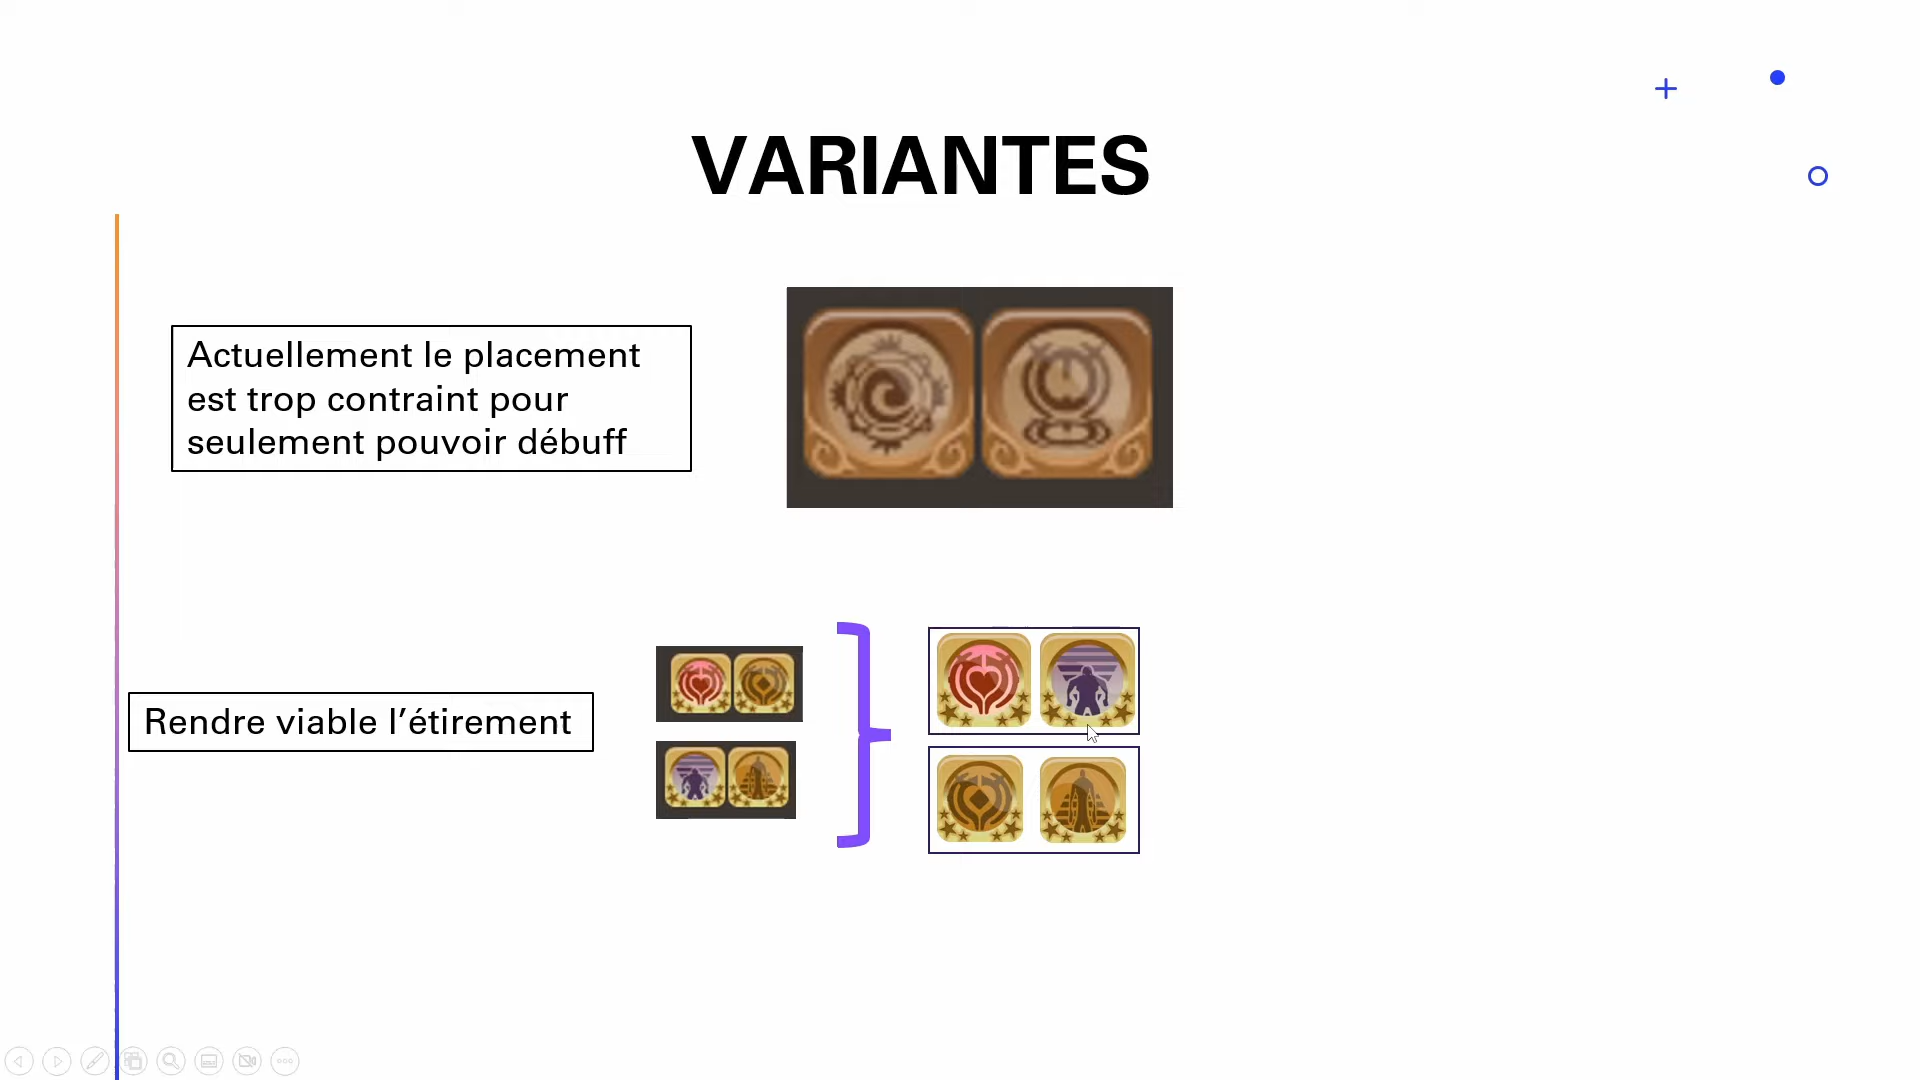 VARIANTES
Actuellement le placement
est trop contraint pour
seulement pouvoir débuff
Rendre viable l’étirement